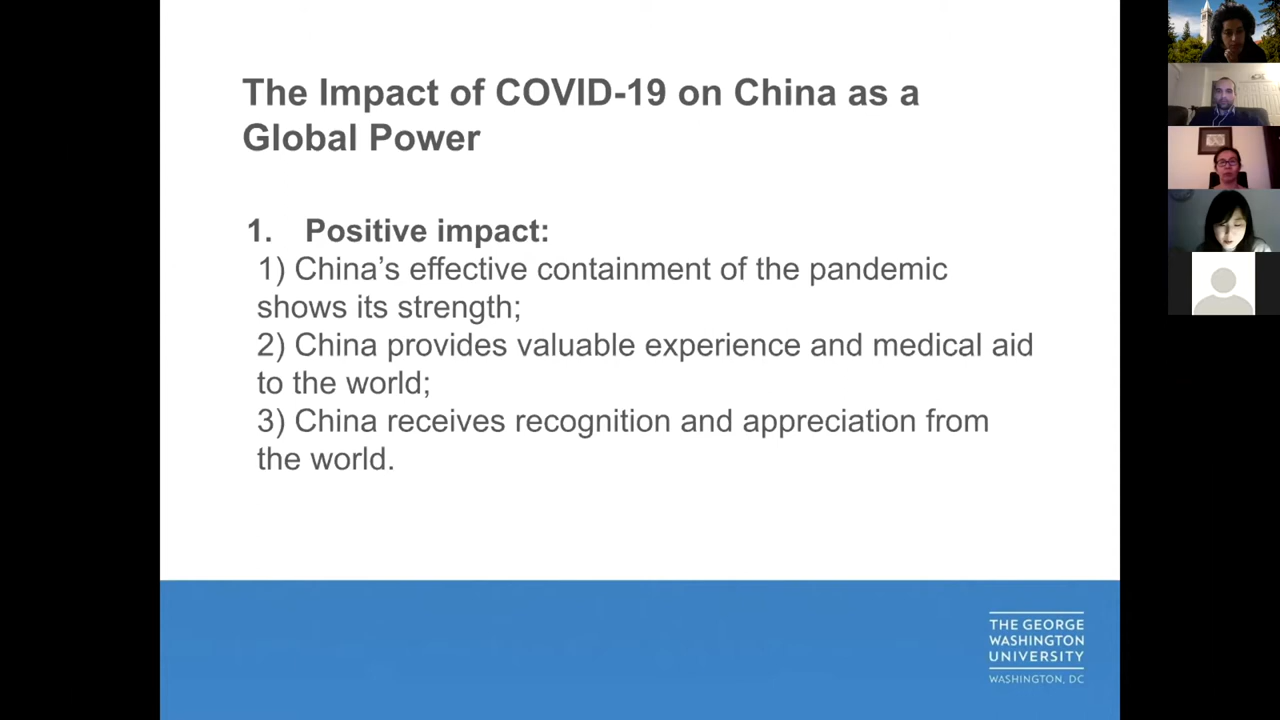 The Impact of COVID-19 on China as a
Global Power
1. Positive impact:
1) China’s effective containment of the pandemic
shows its strength;
2) China provides valuable experience and medical aid
to the world;
3) China receives recognition and appreciation from
the world.
THE GEORGE
WASHINGTON
UNIVERSITY
WASHINGTON, DC